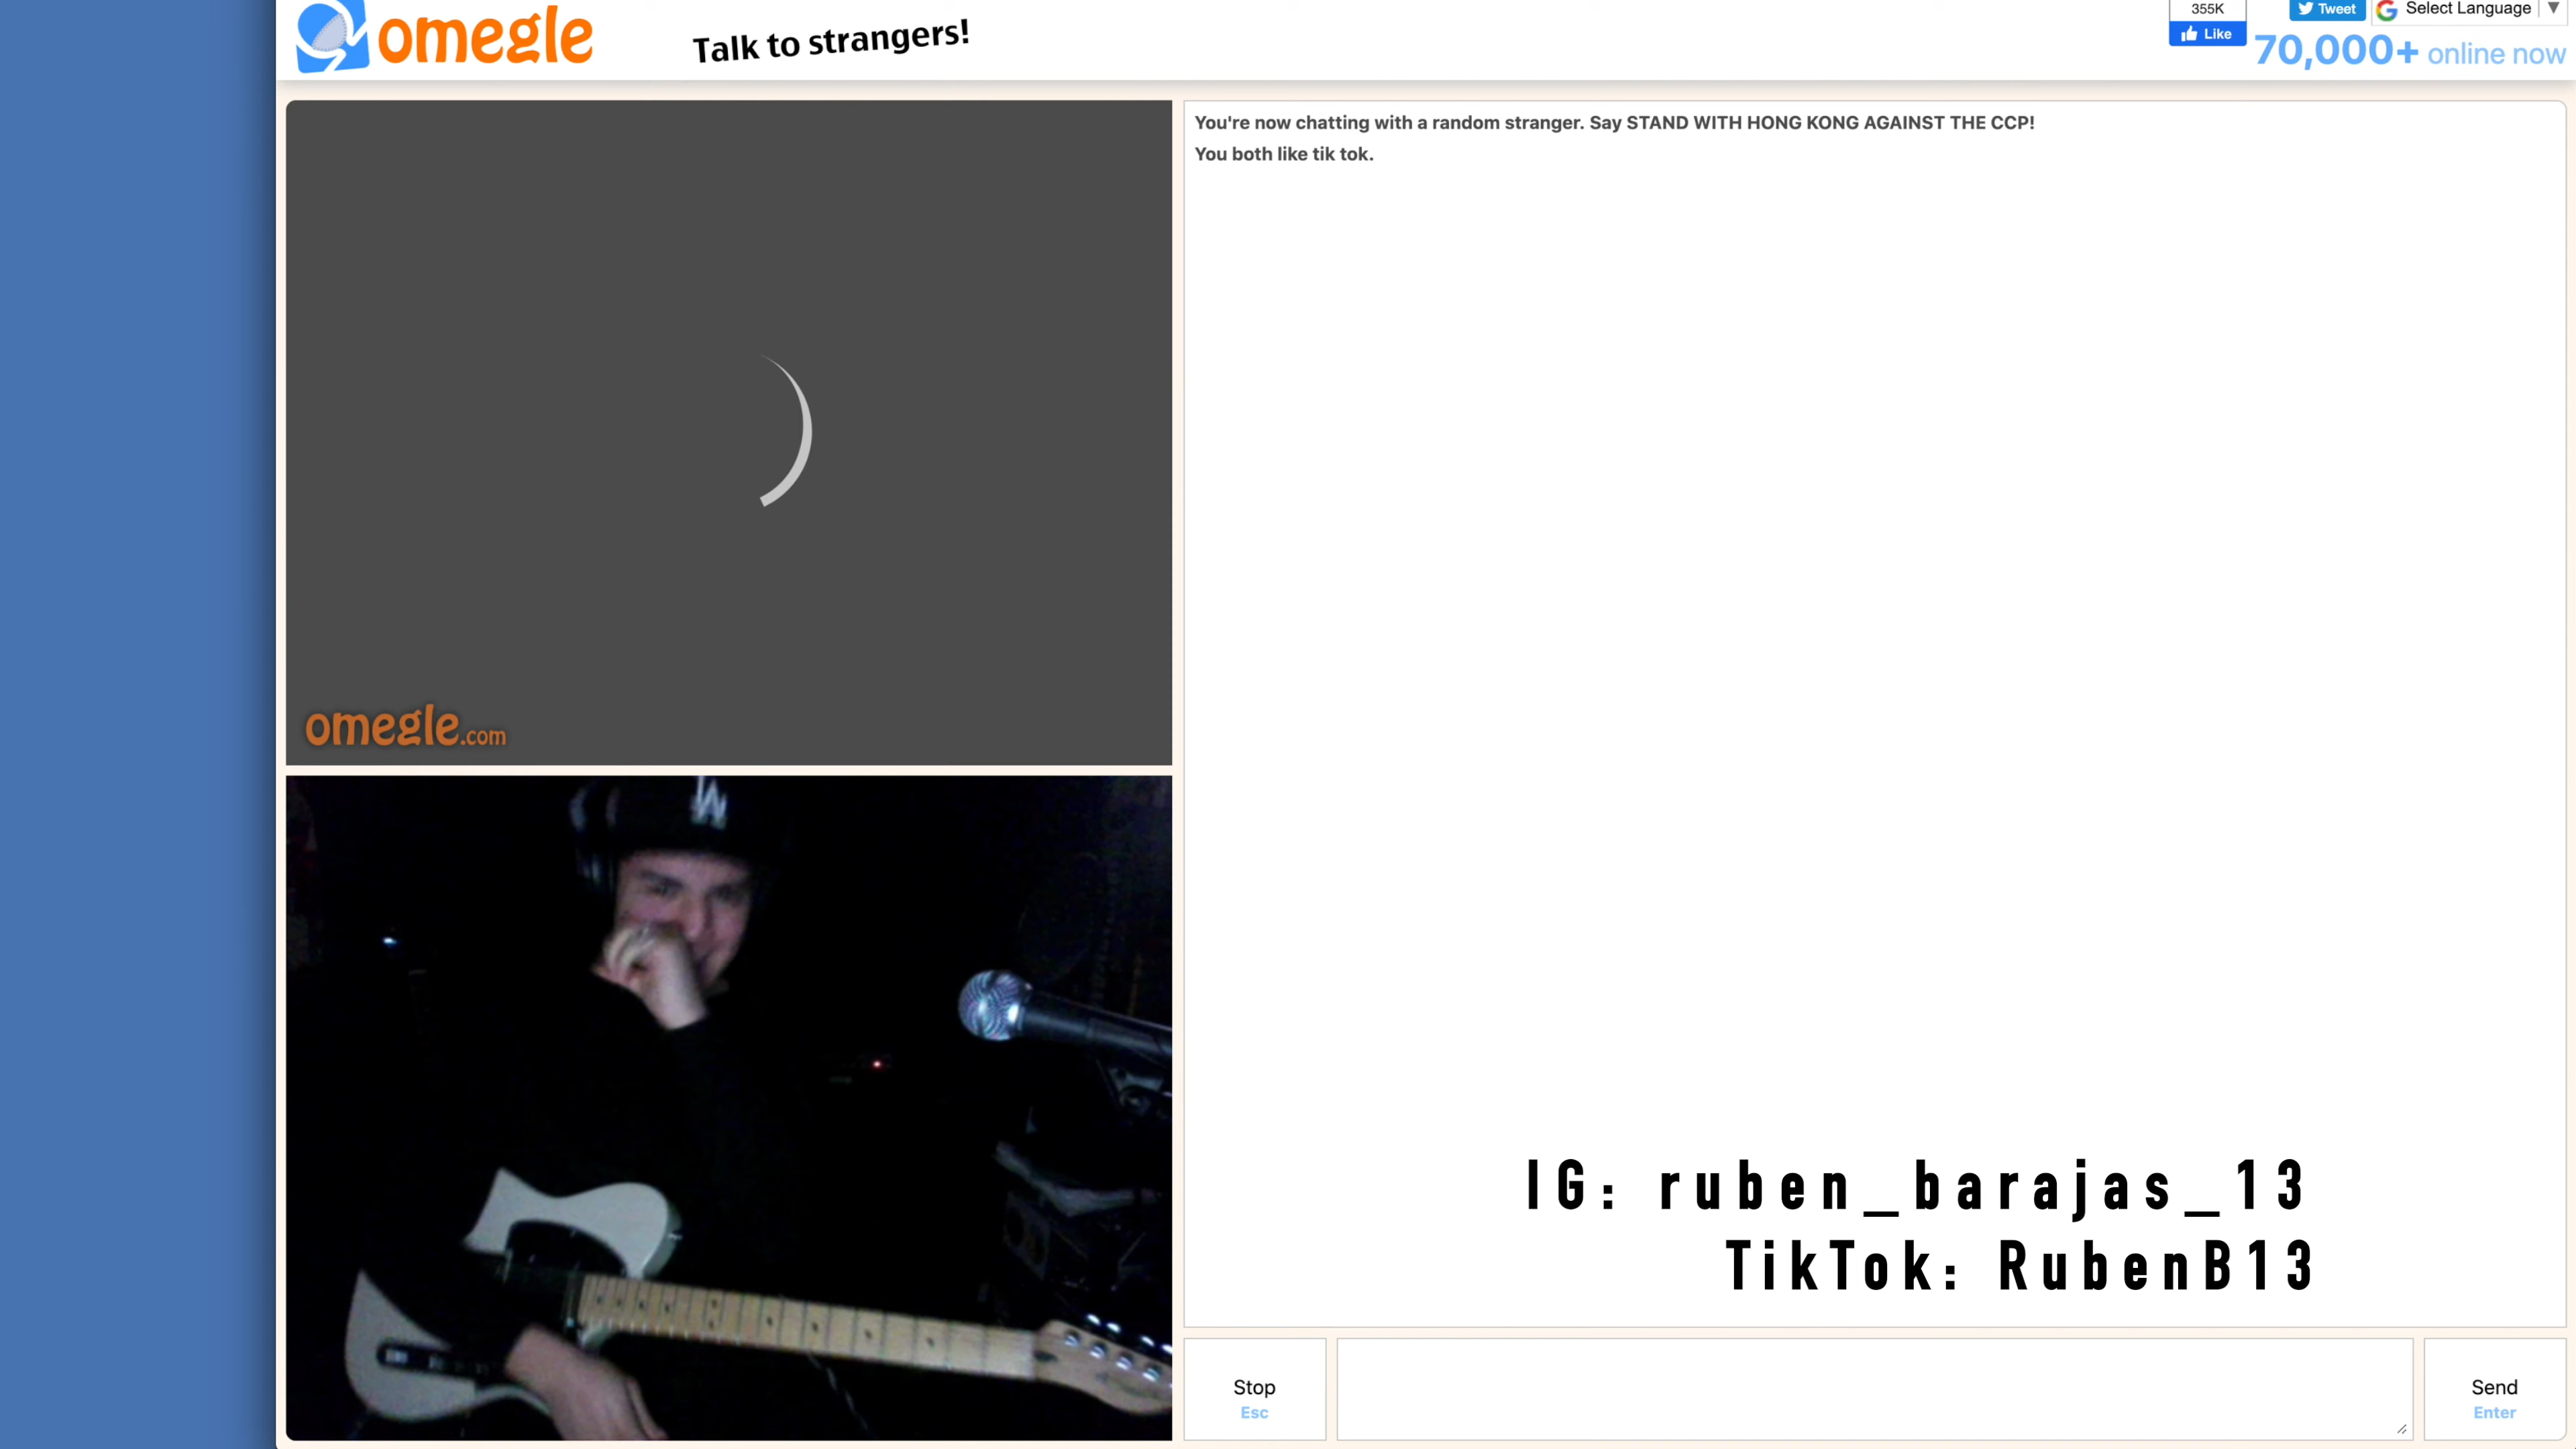 omegle
Talk to strangers!
355K
Like
Tweet
Select Language
70,000+ online now
You're now chatting with a random stranger. Say STAND WITH HONG KONG AGAINST THE CCP!
You both like tik tok.
omegle.com
LA
IG: ruben_barajas_13
TikTok: RubenB13
Stop
Esc
Send
Enter